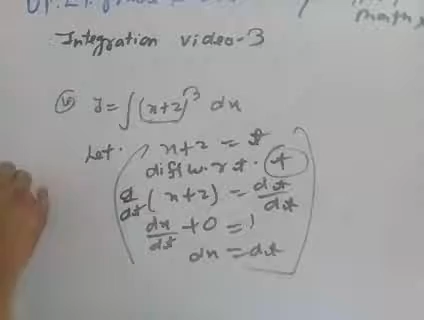 Integration video-3
I = ∫ (x+2)³ dx
Let x+2 = t
diff w.r.t. t
d/dt (x+2) = dt/dt
dx/dt + 0 = 1
dx = dt